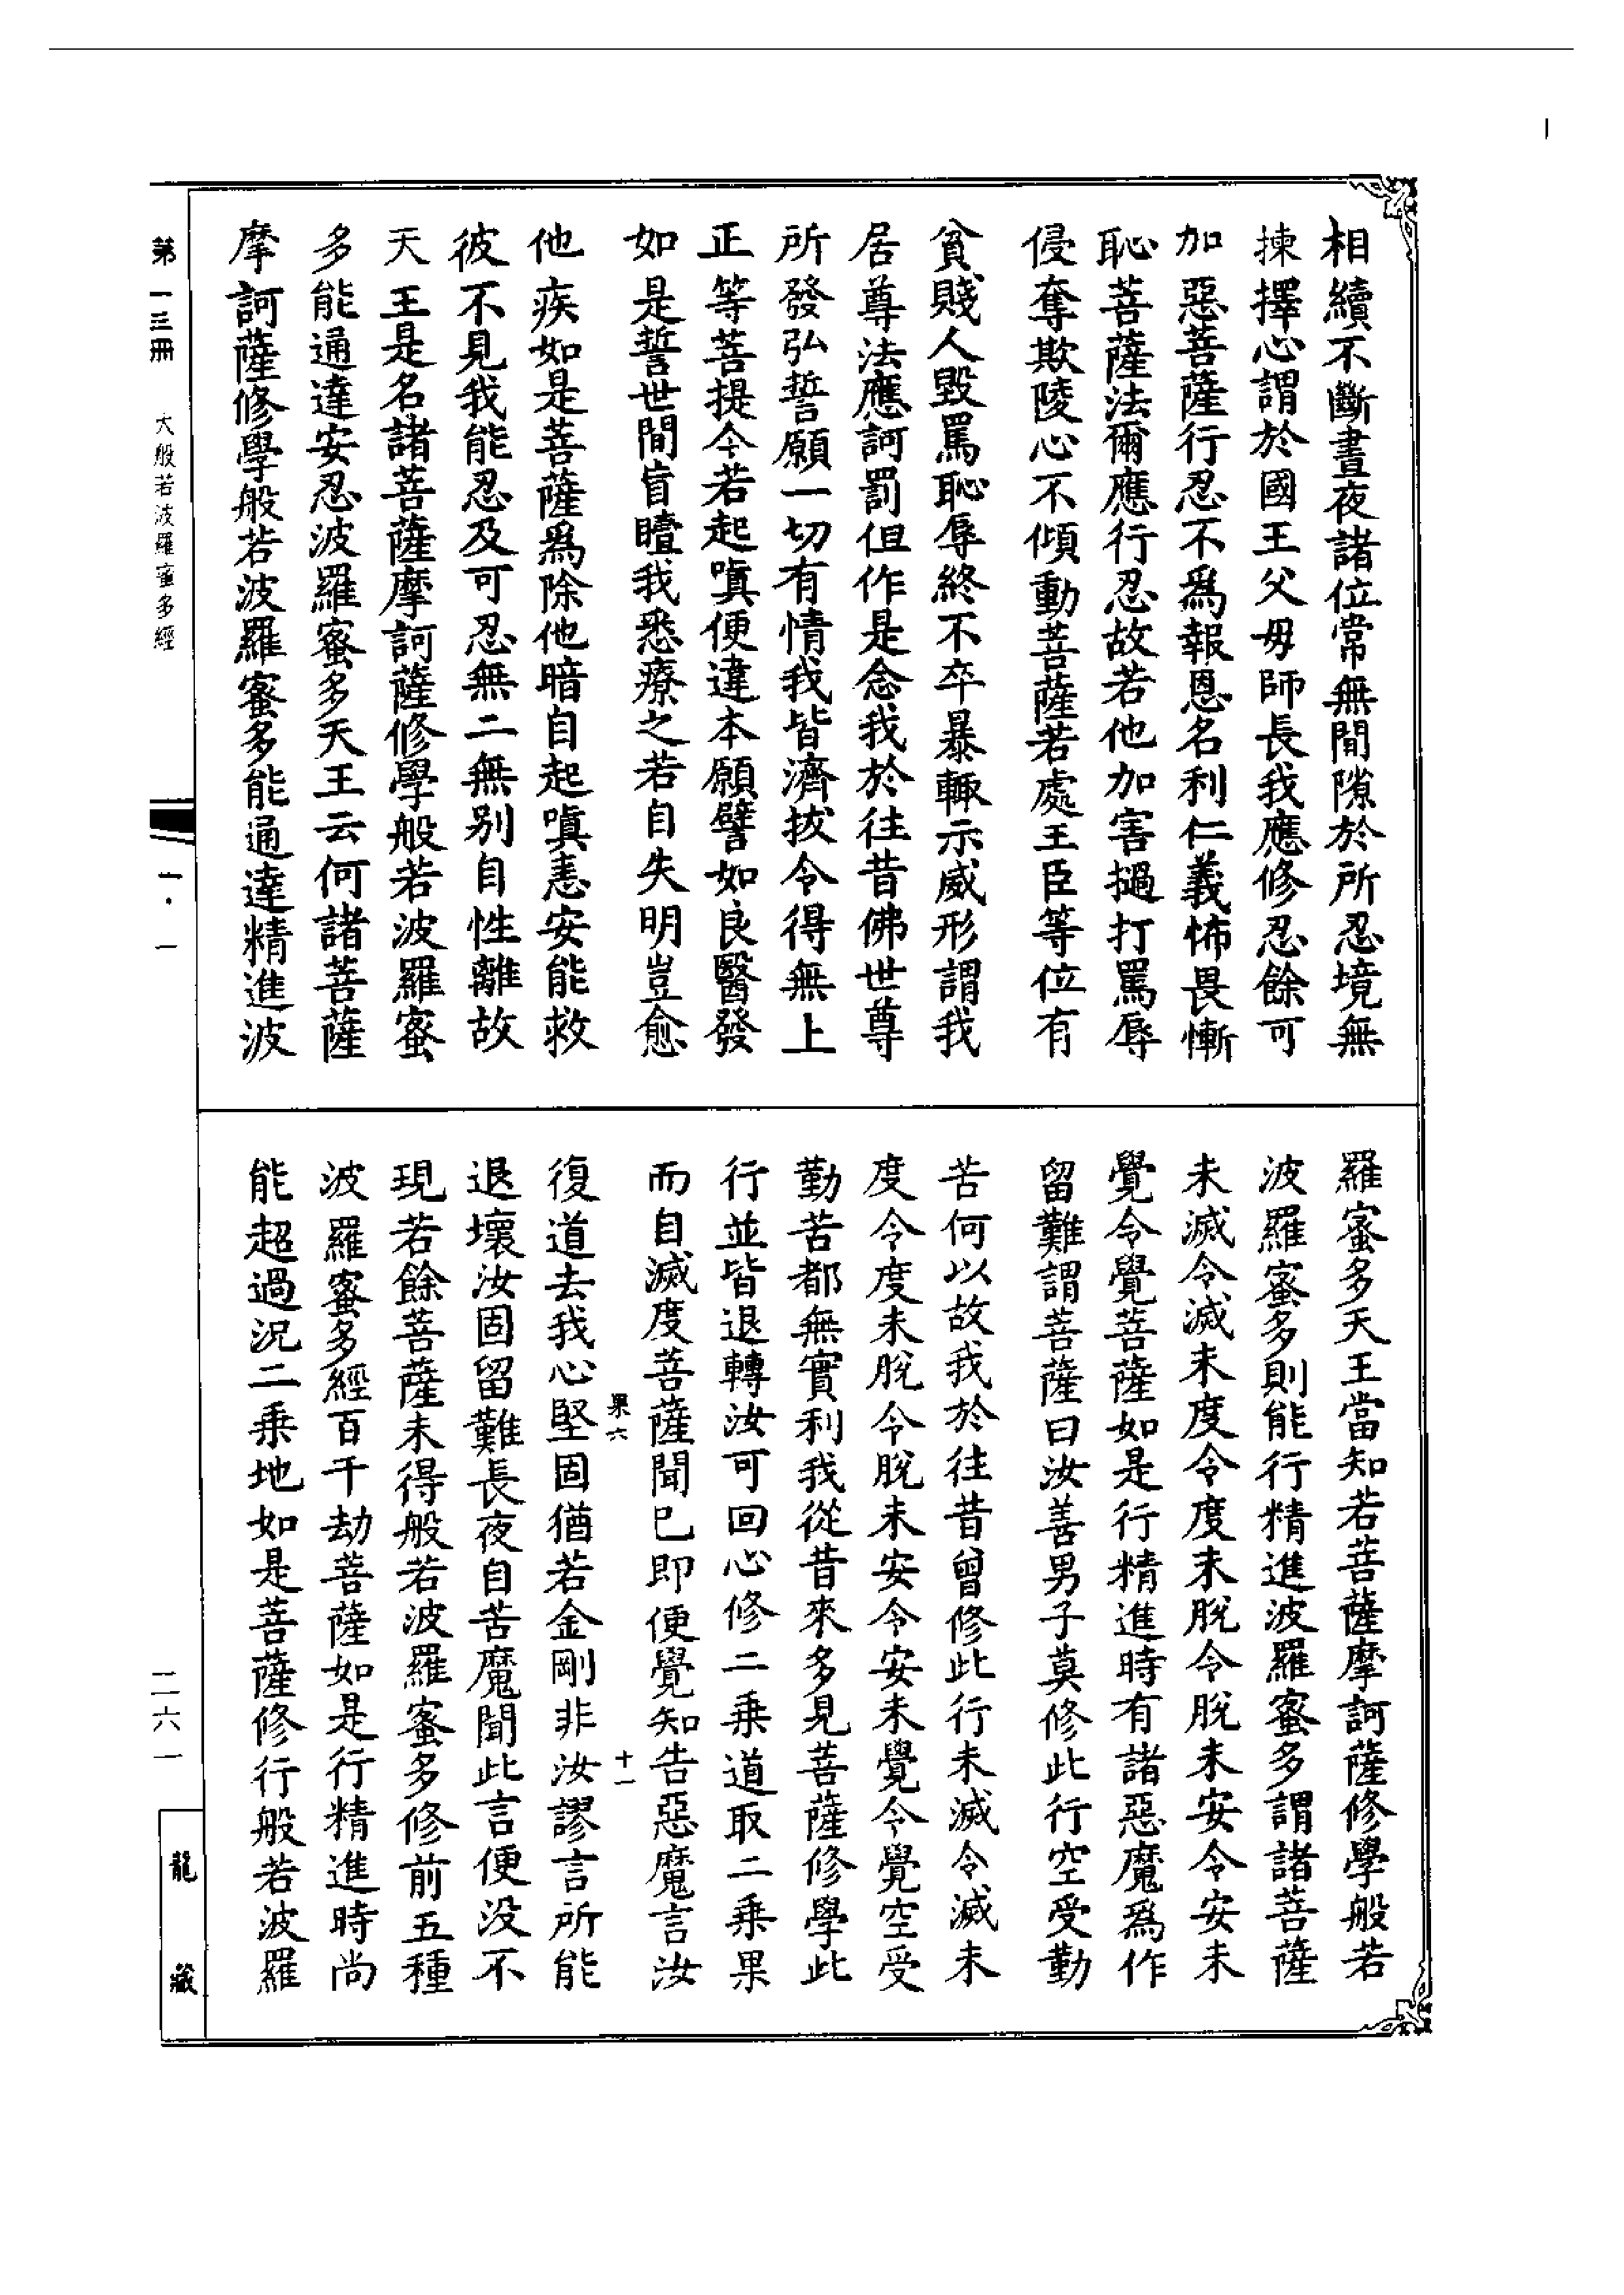 相續不斷晝夜諸位常無間隙於所忍境無
揀擇心謂於國王父毋師長我應修忍餘可
加惡菩薩行忍不爲報恩名利仁義怖畏慚
恥菩薩法爾應行忍故若他加害撾打罵辱
侵奪欺陵心不傾動菩薩若處王臣等位有
貧賤人毀罵恥辱終不卒暴輙示威形謂我
居尊法應訶罰但作是念我於往昔佛世尊
所發弘誓願一切有情我皆濟拔令得無上
正等菩提今若起嗔便違本願譬如良醫發
如是誓世間盲瞖我悉療之若自失明豈愈
他疾如是菩薩爲除他暗自起嗔恚安能救
彼不見我能忍及可忍無二無别自性離故
天王是名諸菩薩摩訶薩修學般若波羅蜜
多能通達安忍波羅蜜多天王云何諸菩薩
摩訶薩修學般若波羅蜜多能通達精進波
羅蜜多天王當知若菩薩摩訶薩修學般若
波羅蜜多則能行精進波羅蜜多謂諸菩薩
未滅令滅未度令度未脫令脫未安令安未
覺令覺菩薩如是行精進時有諸惡魔爲作
留難謂菩薩曰汝善男子莫修此行空受勤
苦何以故我於往昔曾修此行未滅令滅未
度令度未脫令脫未安令安未覺令覺空受
勤苦都無實利我從昔來多見菩薩修學此
行並皆退轉汝可回心修二乘道取二乘果
而自滅度菩薩聞已即便覺知告惡魔言汝
果六 十一
復道去我心堅固猶若金剛非汝謬言所能
退壞汝固留難長夜自苦魔聞此言便没不
現若餘菩薩未得般若波羅蜜多修前五種
波羅蜜多經百千劫菩薩如是行精進時尚
能超過況二乘地如是菩薩修行般若波羅
第一三冊 大般若波羅蜜多經
一·一
二六一
龍藏